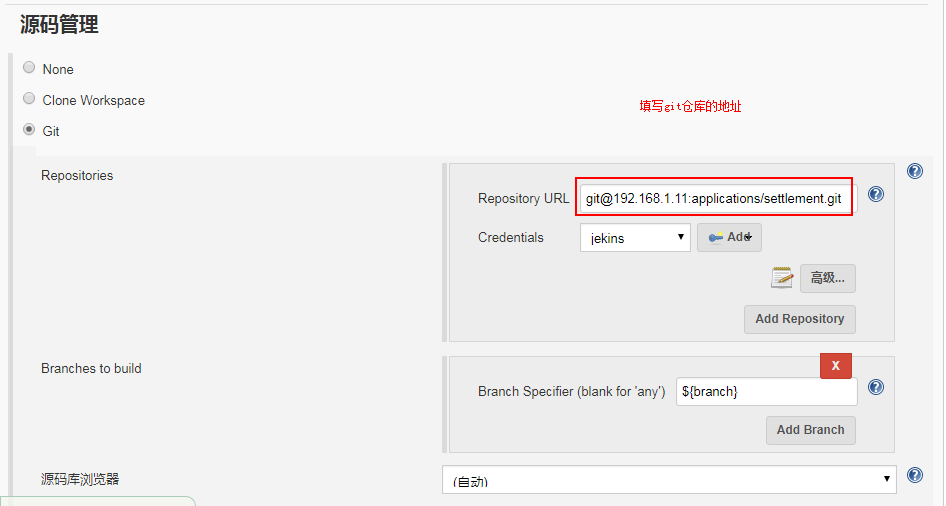 源码管理
None
Clone Workspace
填写git仓库的地址
Git
Repositories
Repository URL git@192.168.1.11:applications/settlement.git
Credentials jekins Add
高级...
Add Repository
Branches to build
X
Branch Specifier (blank for 'any') ${branch}
Add Branch
源码库浏览器 (自动)